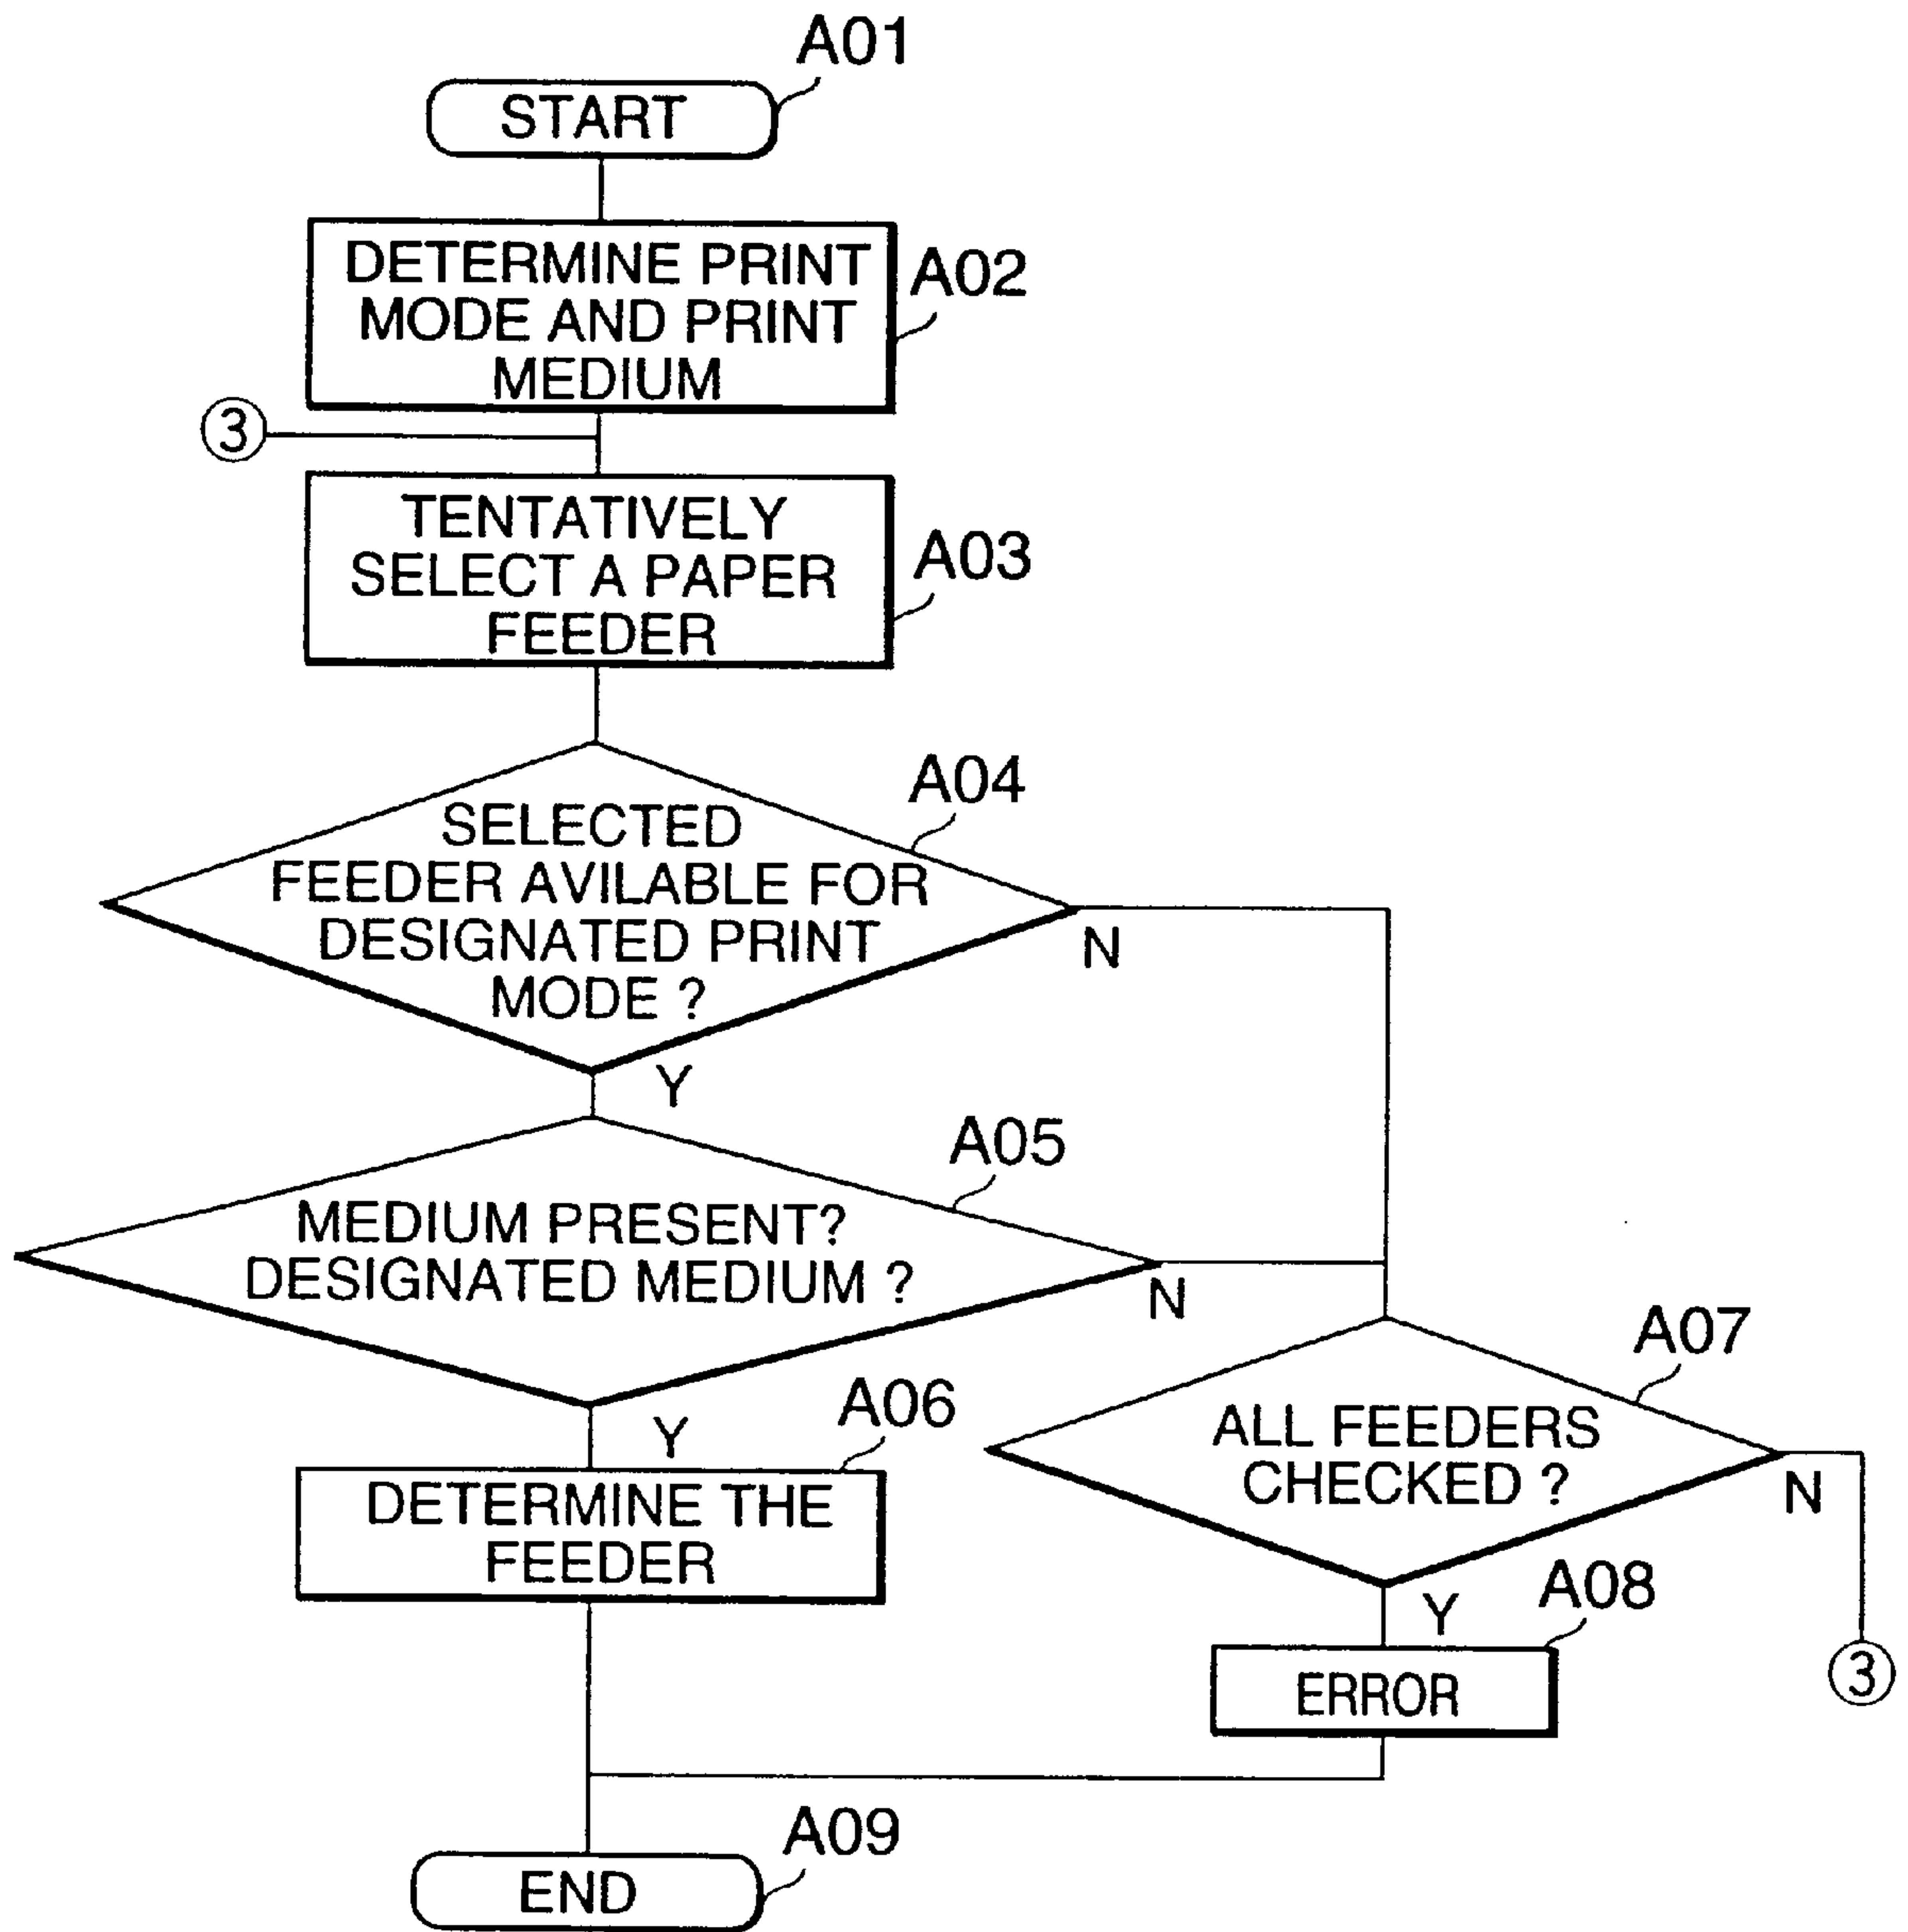 A01
START
DETERMINE PRINT
MODE AND PRINT
MEDIUM
A02
3
TENTATIVELY
SELECT A PAPER
FEEDER
A03
A04
SELECTED
FEEDER AVILABLE FOR
DESIGNATED PRINT
MODE ?
N
Y
A05
MEDIUM PRESENT?
DESIGNATED MEDIUM ?
N
Y
A06
DETERMINE THE
FEEDER
A07
ALL FEEDERS
CHECKED ?
N
Y
A08
ERROR
3
A09
END